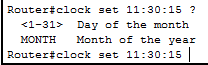 Router#clock set 11:30:15 ?
  <1-31>  Day of the month
  MONTH   Month of the year
Router#clock set 11:30:15